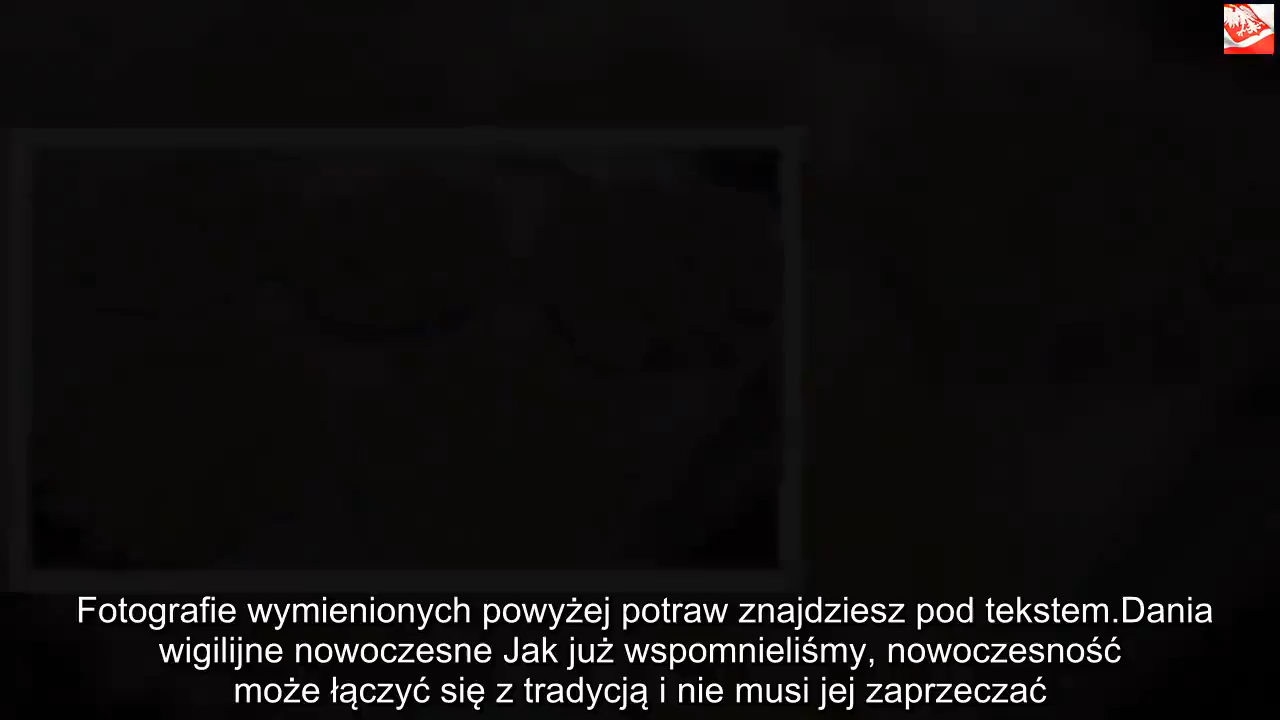 Fotografie wymienionych powyżej potraw znajdziesz pod tekstem.Dania
wigilijne nowoczesne Jak już wspomnieliśmy, nowoczesność
może łączyć się z tradycją i nie musi jej zaprzeczać